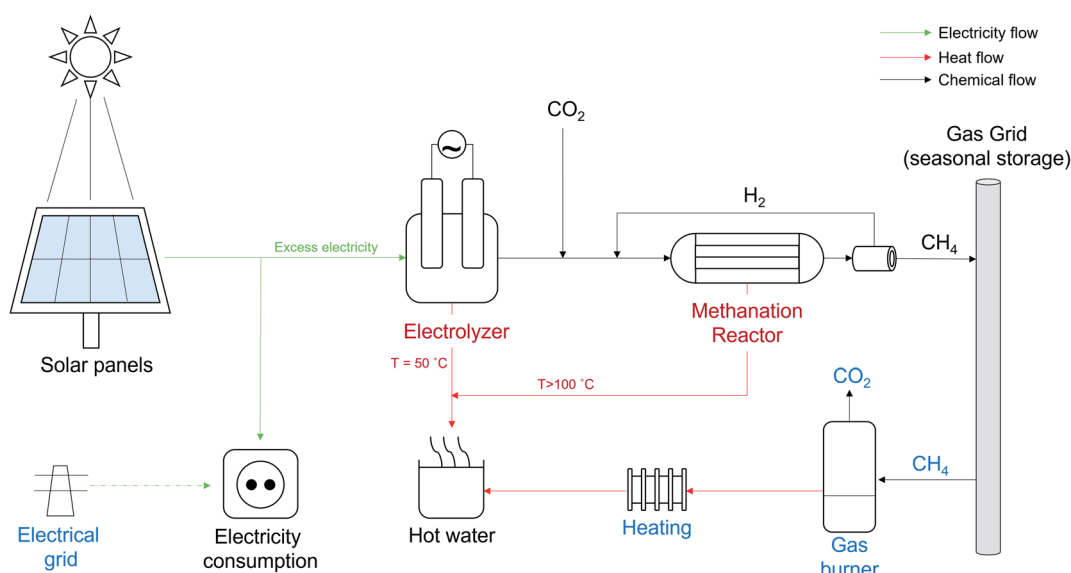 Electricity flow
Heat flow
Chemical flow
CO₂
Gas Grid
(seasonal storage)
H₂
CH₄
Excess electricity
~
Electrolyzer
Methanation
Reactor
Solar panels
T = 50 ˚C
T>100 ˚C
CO₂
CH₄
Electrical
grid
Electricity
consumption
Hot water
Heating
Gas
burner